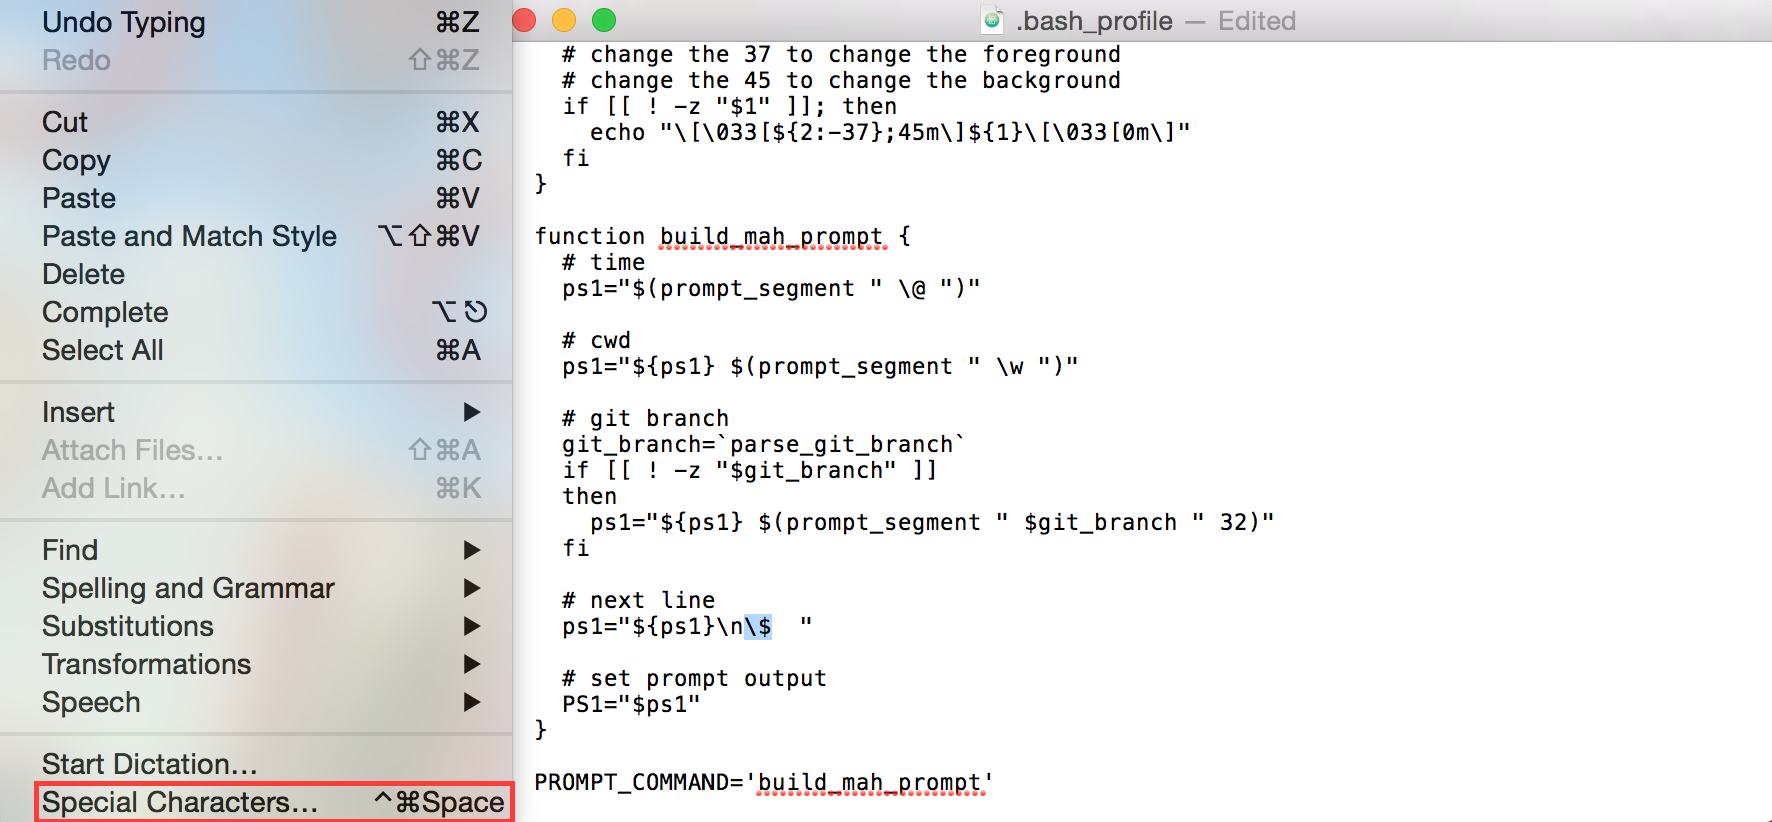 Undo Typing ⌘Z
Redo ⇧⌘Z
Cut ⌘X
Copy ⌘C
Paste ⌘V
Paste and Match Style ⌥⇧⌘V
Delete
Complete ⌥⎋
Select All ⌘A
Insert ▶
Attach Files… ⇧⌘A
Add Link… ⌘K
Find ▶
Spelling and Grammar ▶
Substitutions ▶
Transformations ▶
Speech ▶
Start Dictation…
Special Characters… ^⌘Space
.bash_profile — Edited
  # change the 37 to change the foreground
  # change the 45 to change the background
  if [[ ! -z "$1" ]]; then
    echo "\[\033[${2:-37};45m\]${1}\[\033[0m\]"
  fi
}
function build_mah_prompt {
  # time
  ps1="$(prompt_segment " \@ ")"
  # cwd
  ps1="${ps1} $(prompt_segment " \w ")"
  # git branch
  git_branch=`parse_git_branch`
  if [[ ! -z "$git_branch" ]]
  then
    ps1="${ps1} $(prompt_segment " $git_branch " 32)"
  fi
  # next line
  ps1="${ps1}\n\$  "
  # set prompt output
  PS1="$ps1"
}
PROMPT_COMMAND='build_mah_prompt'